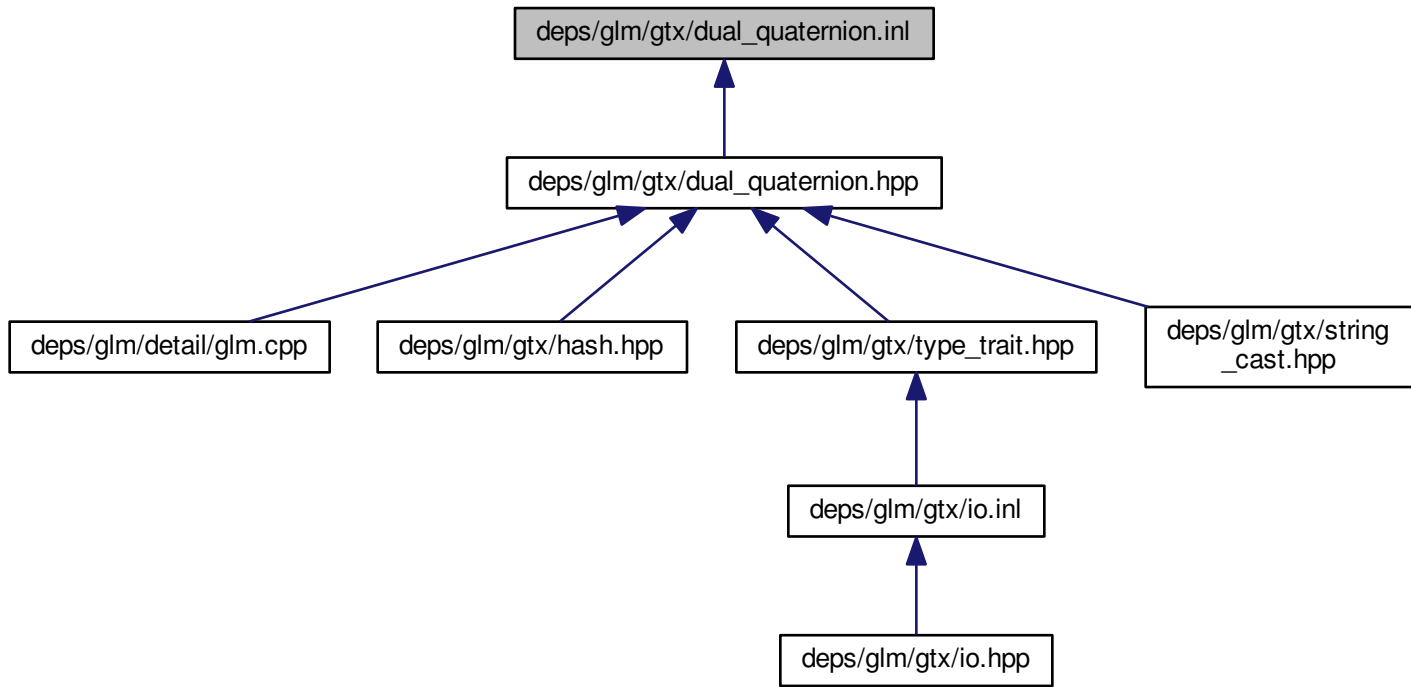 deps/glm/gtx/dual_quaternion.inl
deps/glm/gtx/dual_quaternion.hpp
deps/glm/detail/glm.cpp
deps/glm/gtx/hash.hpp
deps/glm/gtx/type_trait.hpp
deps/glm/gtx/string
_cast.hpp
deps/glm/gtx/io.inl
deps/glm/gtx/io.hpp